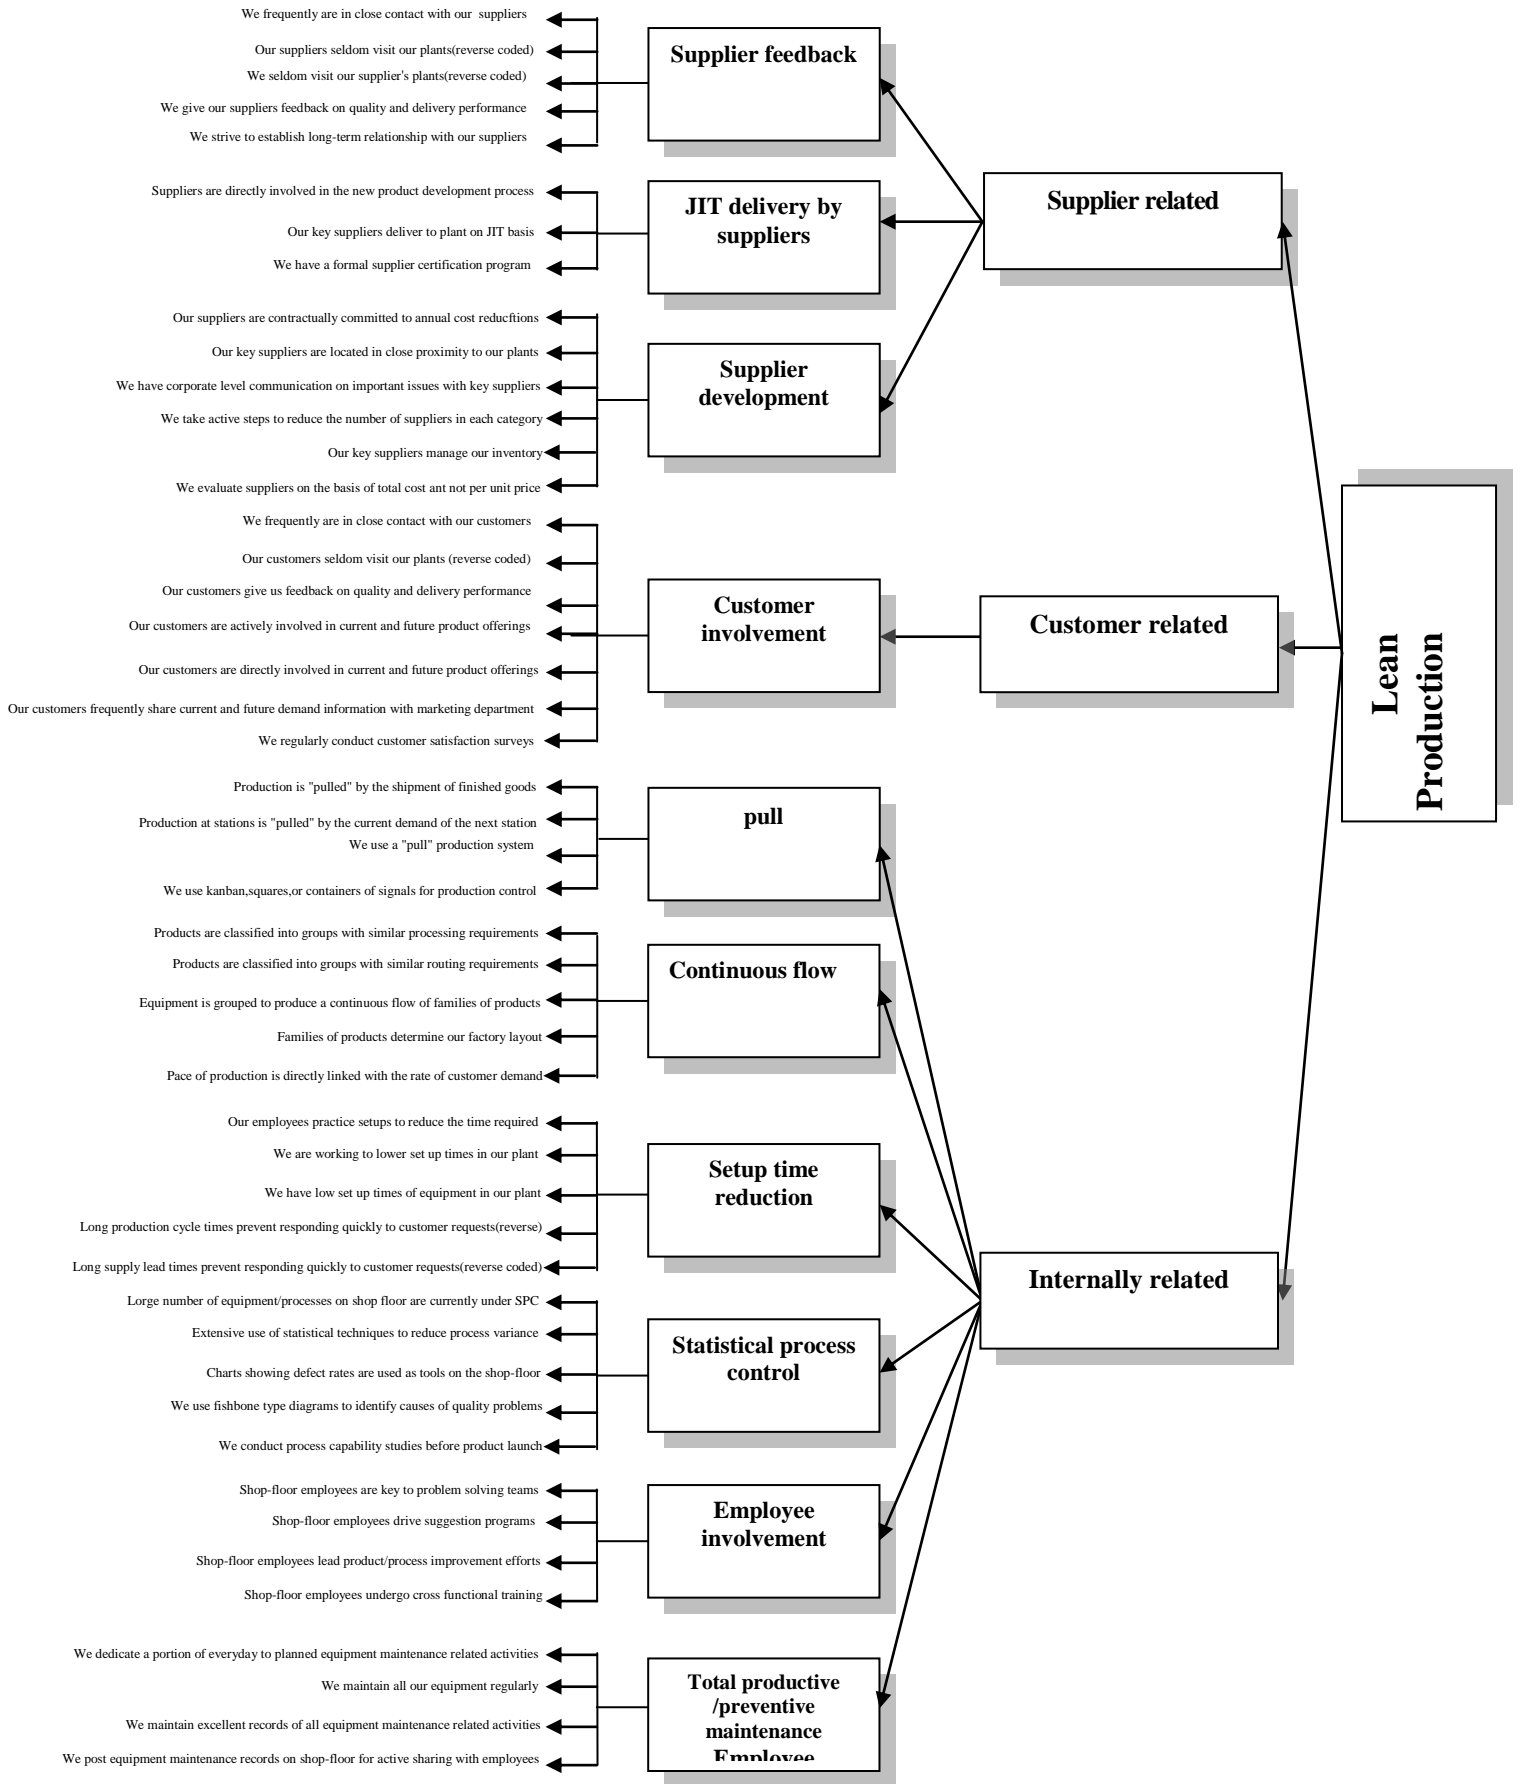 We frequently are in close contact with our  suppliers
Our suppliers seldom visit our plants(reverse coded)
We seldom visit our supplier's plants(reverse coded)
We give our suppliers feedback on quality and delivery performance
We strive to establish long-term relationship with our suppliers
Supplier feedback
Suppliers are directly involved in the new product development process
Our key suppliers deliver to plant on JIT basis
We have a formal supplier certification program
JIT delivery by
suppliers
Supplier related
Our suppliers are contractually committed to annual cost reducftions
Our key suppliers are located in close proximity to our plants
We have corporate level communication on important issues with key suppliers
We take active steps to reduce the number of suppliers in each category
Our key suppliers manage our inventory
We evaluate suppliers on the basis of total cost ant not per unit price
Supplier
development
We frequently are in close contact with our customers
Our customers seldom visit our plants (reverse coded)
Our customers give us feedback on quality and delivery performance
Our customers are actively involved in current and future product offerings
Our customers are directly involved in current and future product offerings
Our customers frequently share current and future demand information with marketing department
We regularly conduct customer satisfaction surveys
Customer
involvement
Customer related
Lean
Production
Production is "pulled" by the shipment of finished goods
Production at stations is "pulled" by the current demand of the next station
We use a "pull" production system
We use kanban,squares,or containers of signals for production control
pull
Products are classified into groups with similar processing requirements
Products are classified into groups with similar routing requirements
Equipment is grouped to produce a continuous flow of families of products
Families of products determine our factory layout
Pace of production is directly linked with the rate of customer demand
Continuous flow
Our employees practice setups to reduce the time required
We are working to lower set up times in our plant
We have low set up times of equipment in our plant
Long production cycle times prevent responding quickly to customer requests(reverse)
Long supply lead times prevent responding quickly to customer requests(reverse coded)
Setup time
reduction
Internally related
Lorge number of equipment/processes on shop floor are currently under SPC
Extensive use of statistical techniques to reduce process variance
Charts showing defect rates are used as tools on the shop-floor
We use fishbone type diagrams to identify causes of quality problems
We conduct process capability studies before product launch
Statistical process
control
Shop-floor employees are key to problem solving teams
Shop-floor employees drive suggestion programs
Shop-floor employees lead product/process improvement efforts
Shop-floor employees undergo cross functional training
Employee
involvement
We dedicate a portion of everyday to planned equipment maintenance related activities
We maintain all our equipment regularly
We maintain excellent records of all equipment maintenance related activities
We post equipment maintenance records on shop-floor for active sharing with employees
Total productive
/preventive
maintenance
Employee